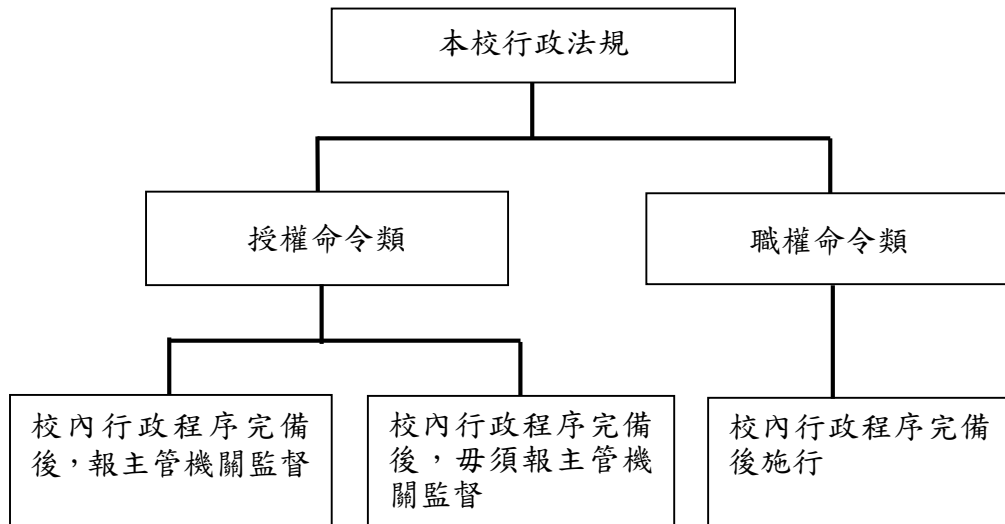 本校行政法規
授權命令類
職權命令類
校內行政程序完備
後，報主管機關監督
校內行政程序完備
後，毋須報主管機
關監督
校內行政程序完備
後施行